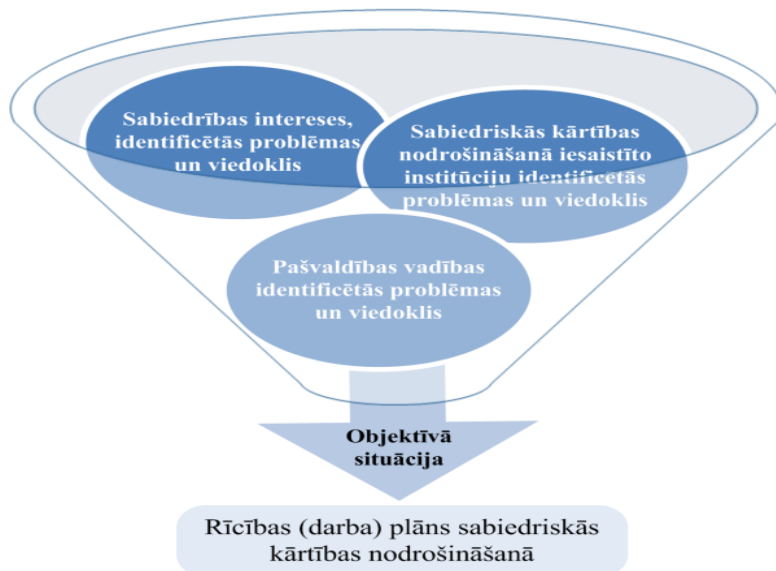 Sabiedrības intereses,
identificētās problēmas
un viedoklis
Sabiedriskās kārtības
nodrošināšanā iesaistīto
institūciju identificētās
problēmas un viedoklis
Pašvaldības vadības
identificētās problēmas
un viedoklis
Objektīvā
situācija
Rīcības (darba) plāns sabiedriskās
kārtības nodrošināšanā